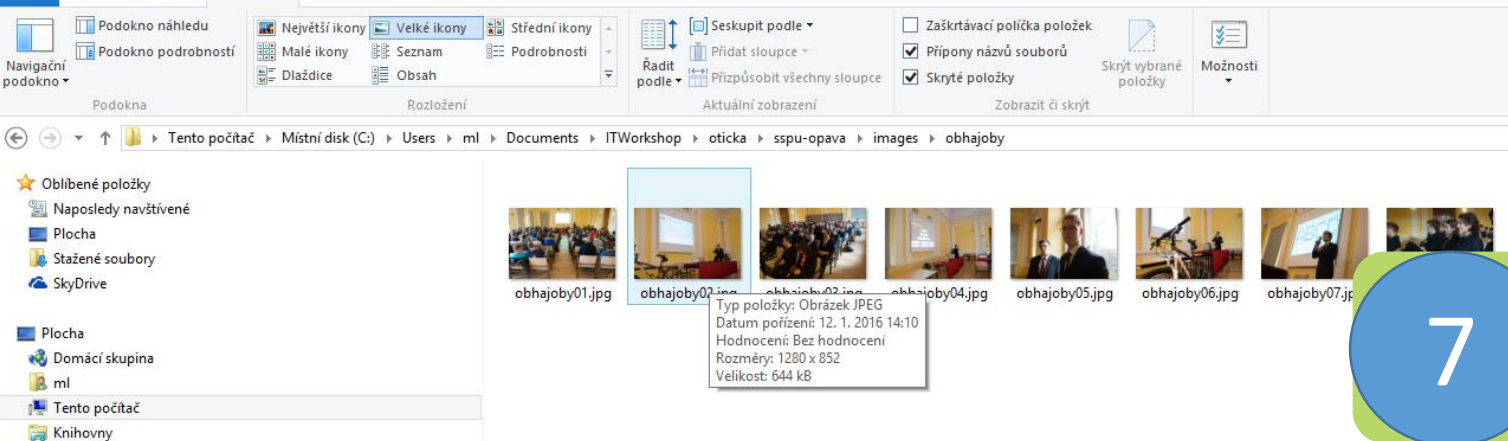 Podokno náhledu
Podokno podrobností
Navigační
podokno
Podokna
Největší ikony Velké ikony Střední ikony
Malé ikony Seznam Podrobnosti
Dlaždice Obsah
Rozložení
Řadit
podle
Seskupit podle
Přidat sloupce
Přizpůsobit všechny sloupce
Aktuální zobrazení
Zaškrtávací políčka položek
Přípony názvů souborů
Skryté položky
Skrýt vybrané
položky
Zobrazit či skrýt
Možnosti
Tento počítač Místní disk (C:) Users ml Documents ITWorkshop oticka sspu-opava images obhajoby
Oblíbené položky
Naposledy navštívené
Plocha
Stažené soubory
SkyDrive
Plocha
Domácí skupina
ml
Tento počítač
Knihovny
obhajoby01.jpg obhajoby02.jpg obhajoby03.jpg obhajoby04.jpg obhajoby05.jpg obhajoby06.jpg obhajoby07.jp
Typ položky: Obrázek JPEG
Datum pořízení: 12. 1. 2016 14:10
Hodnocení: Bez hodnocení
Rozměry: 1280 x 852
Velikost: 644 kB
7